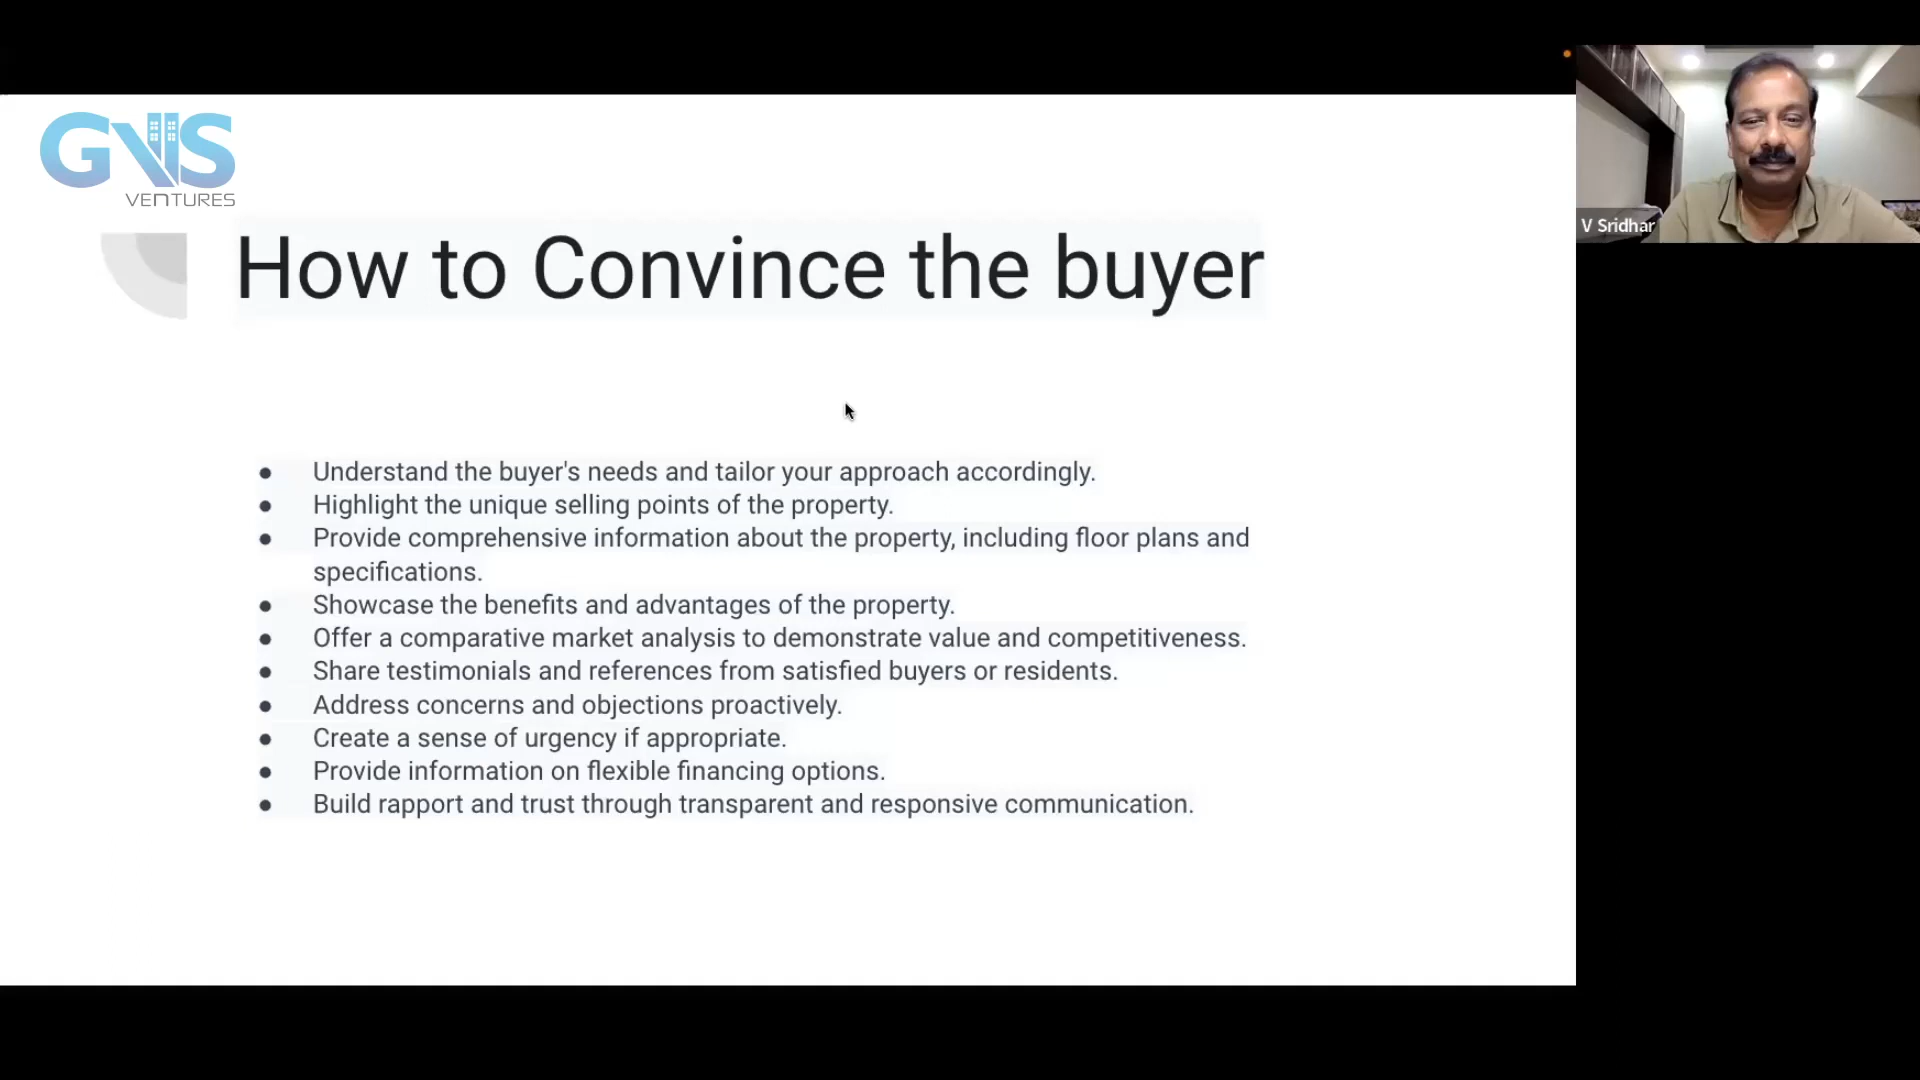 GVS
VENTURES
V Sridhar
How to Convince the buyer
● Understand the buyer's needs and tailor your approach accordingly.
● Highlight the unique selling points of the property.
● Provide comprehensive information about the property, including floor plans and
specifications.
● Showcase the benefits and advantages of the property.
● Offer a comparative market analysis to demonstrate value and competitiveness.
● Share testimonials and references from satisfied buyers or residents.
● Address concerns and objections proactively.
● Create a sense of urgency if appropriate.
● Provide information on flexible financing options.
● Build rapport and trust through transparent and responsive communication.